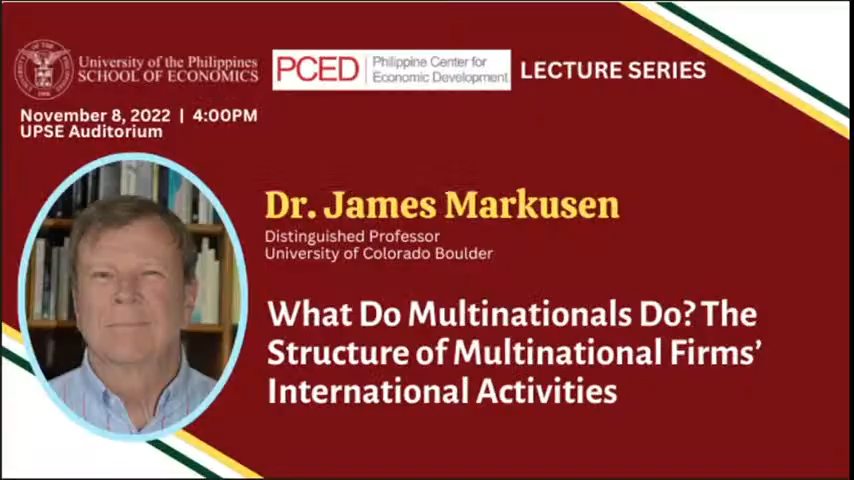 University of the Philippines
SCHOOL OF ECONOMICS
PCED
Philippine Center for
Economic Development
LECTURE SERIES
November 8, 2022 | 4:00PM
UPSE Auditorium
Dr. James Markusen
Distinguished Professor
University of Colorado Boulder
What Do Multinationals Do? The
Structure of Multinational Firms’
International Activities